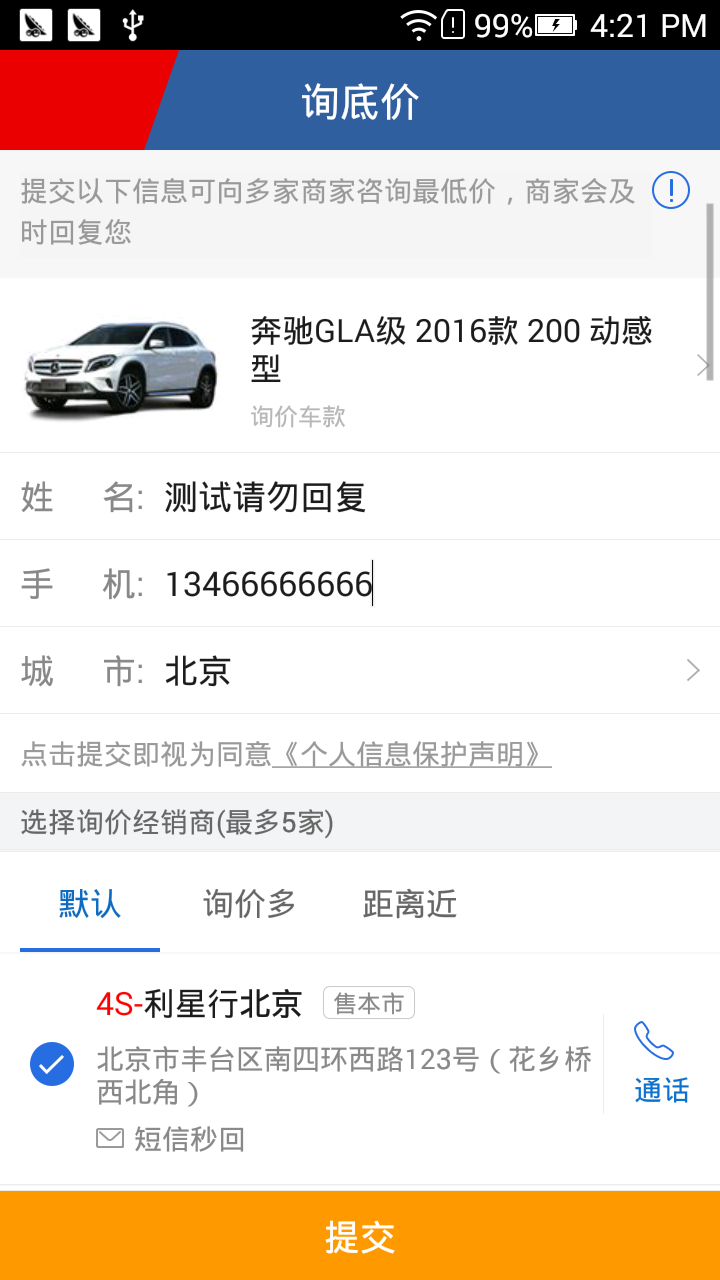 99% 4:21 PM
询底价
提交以下信息可向多家商家咨询最低价，商家会及
时回复您
奔驰GLA级 2016款 200 动感
型
询价车款
姓 名: 测试请勿回复
手 机: 13466666666
城 市: 北京
点击提交即视为同意《个人信息保护声明》
选择询价经销商(最多5家)
默认 询价多 距离近
4S-利星行北京 售本市
北京市丰台区南四环西路123号（花乡桥
西北角）
通话
短信秒回
提交